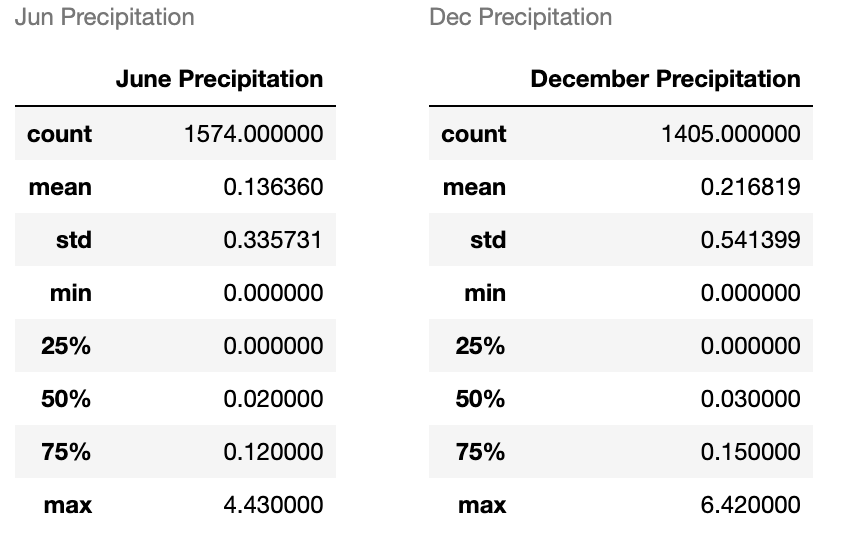 Jun Precipitation
June Precipitation
count 1574.000000
mean 0.136360
std 0.335731
min 0.000000
25% 0.000000
50% 0.020000
75% 0.120000
max 4.430000
Dec Precipitation
December Precipitation
count 1405.000000
mean 0.216819
std 0.541399
min 0.000000
25% 0.000000
50% 0.030000
75% 0.150000
max 6.420000